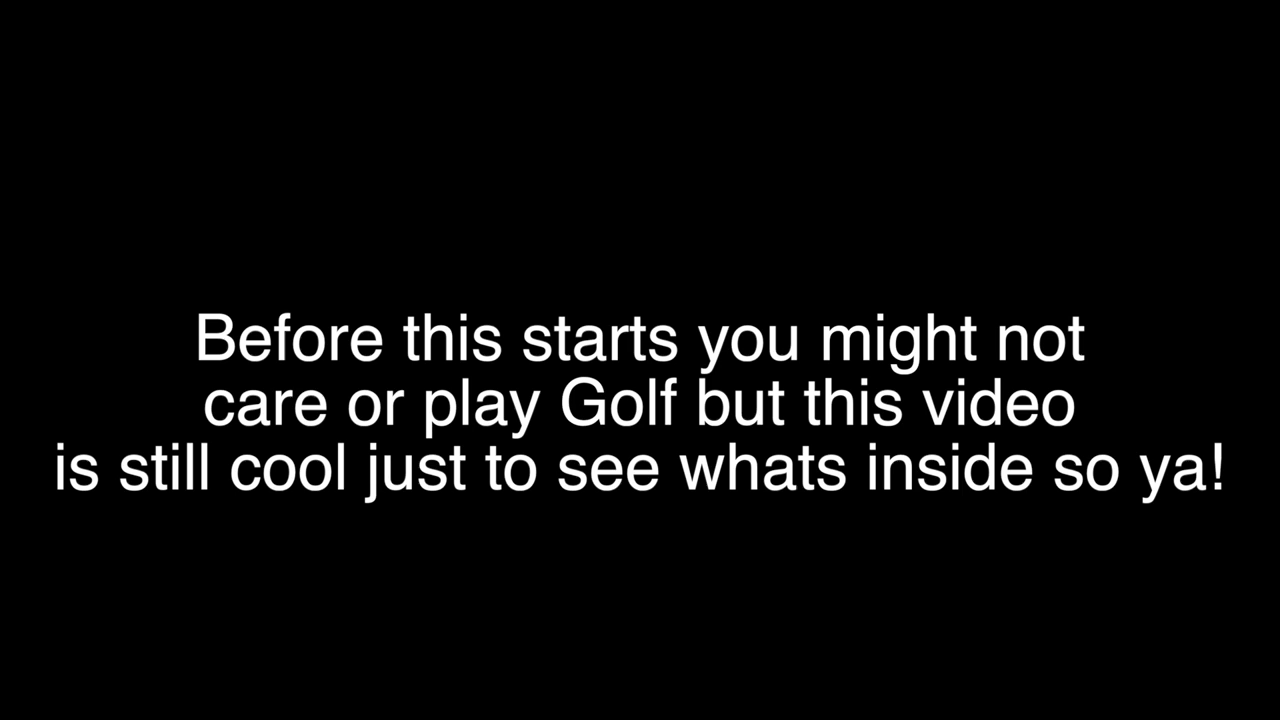 Before this starts you might not
care or play Golf but this video
is still cool just to see whats inside so ya!